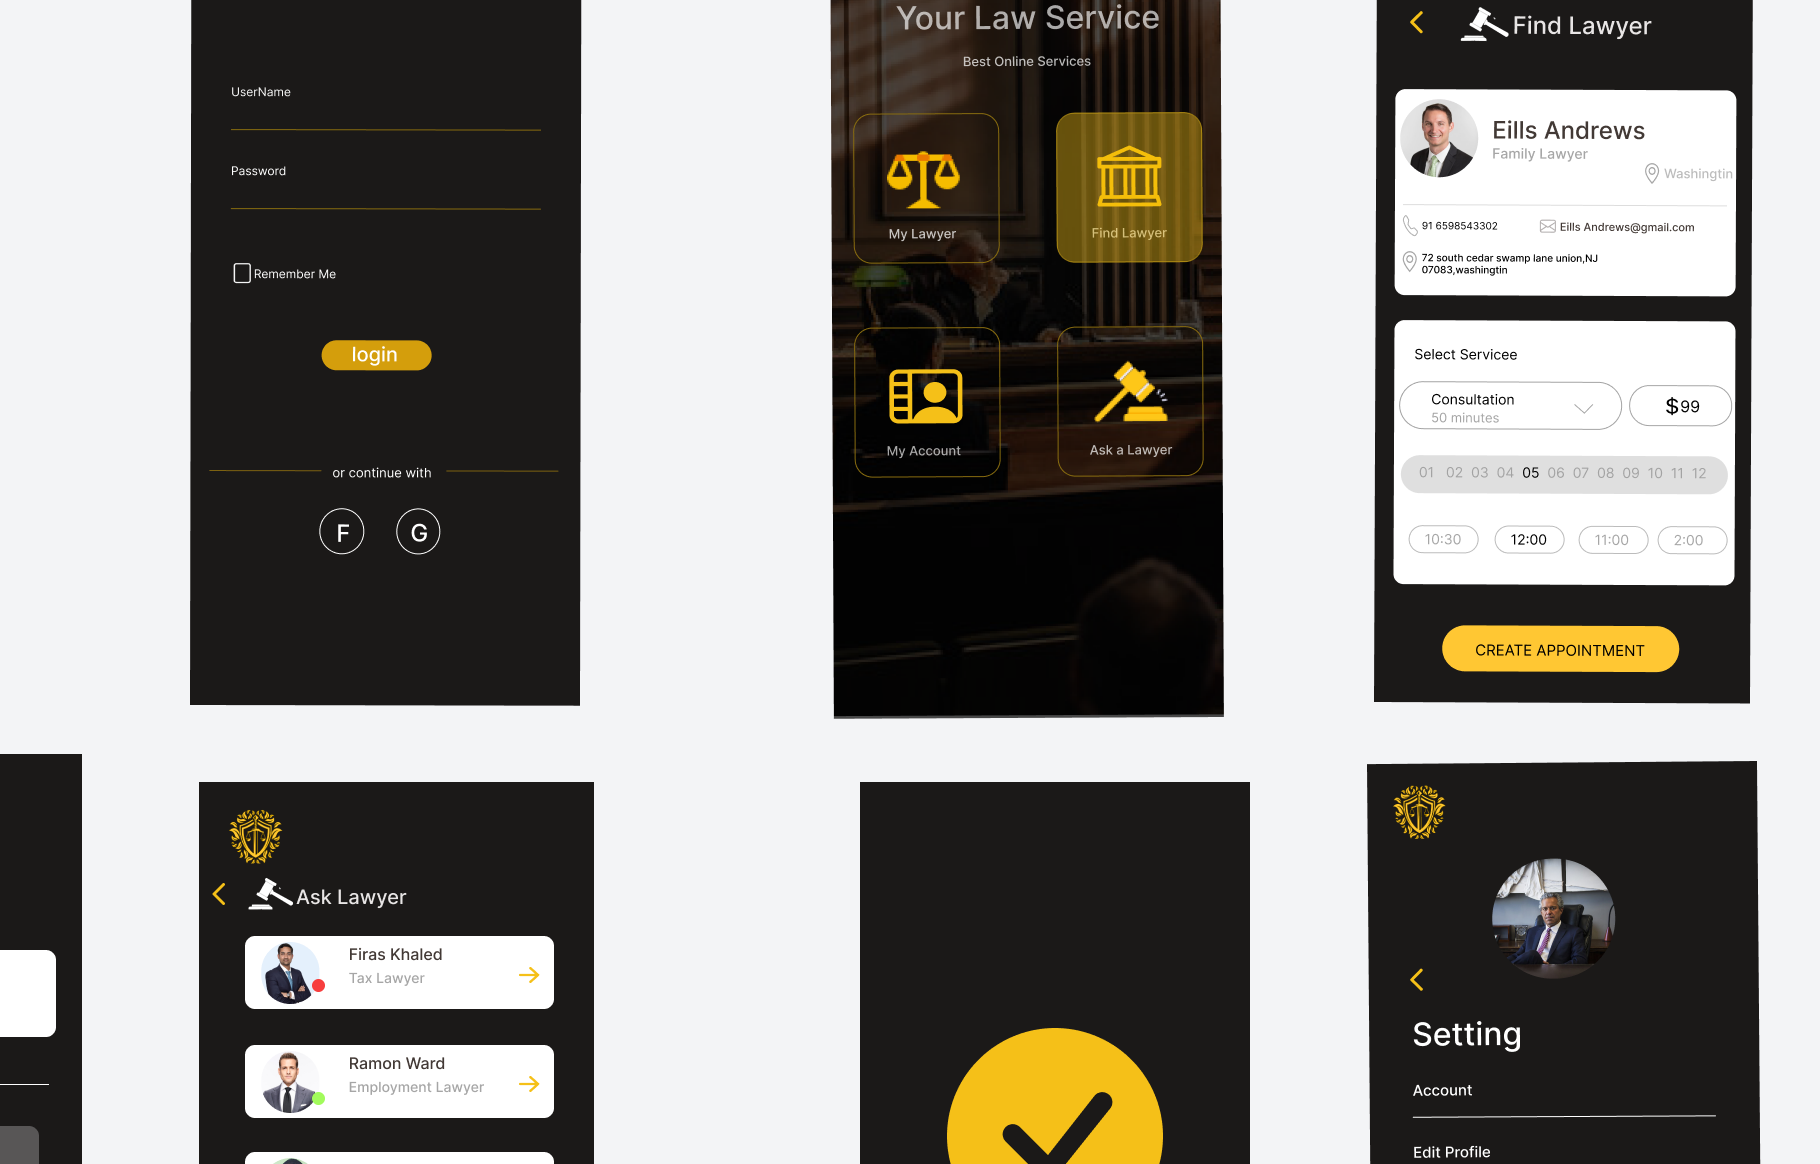 UserName
Password
Remember Me
login
or continue with
F G
Your Law Service
Best Online Services
My Lawyer
Find Lawyer
My Account
Ask a Lawyer
Find Lawyer
Eills Andrews
Family Lawyer
Washingtin
91 6598543302
Eills Andrews@gmail.com
72 south cedar swamp lane union,NJ
07083,washingtin
Select Servicee
Consultation
50 minutes
$99
01 02 03 04 05 06 07 08 09 10 11 12
10:30 12:00 11:00 2:00
CREATE APPOINTMENT
Ask Lawyer
Firas Khaled
Tax Lawyer
Ramon Ward
Employment Lawyer
Setting
Account
Edit Profile